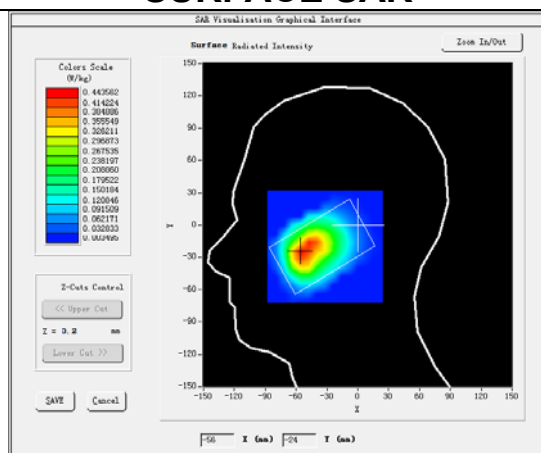 SURFACE SAR
SAR Visualisation Graphical Interface
Surface Radiated Intensity
Zoom In/Out
Colors Scale
(W/kg)
0.443562
0.414224
0.384886
0.355549
0.326211
0.296873
0.267535
0.238197
0.208860
0.179522
0.150184
0.120846
0.091509
0.062171
0.032833
0.003495
Z-Cuts Control
<< Upper Cut
Z = 0.2 mm
Lower Cut >>
SAVE Cancel
150
120
90
60
30
Y 0
-30
-60
-90
-120
-150
-150 -120 -90 -60 -30 0 30 60 90 120 150
X
-56 X (mm) -24 Y (mm)